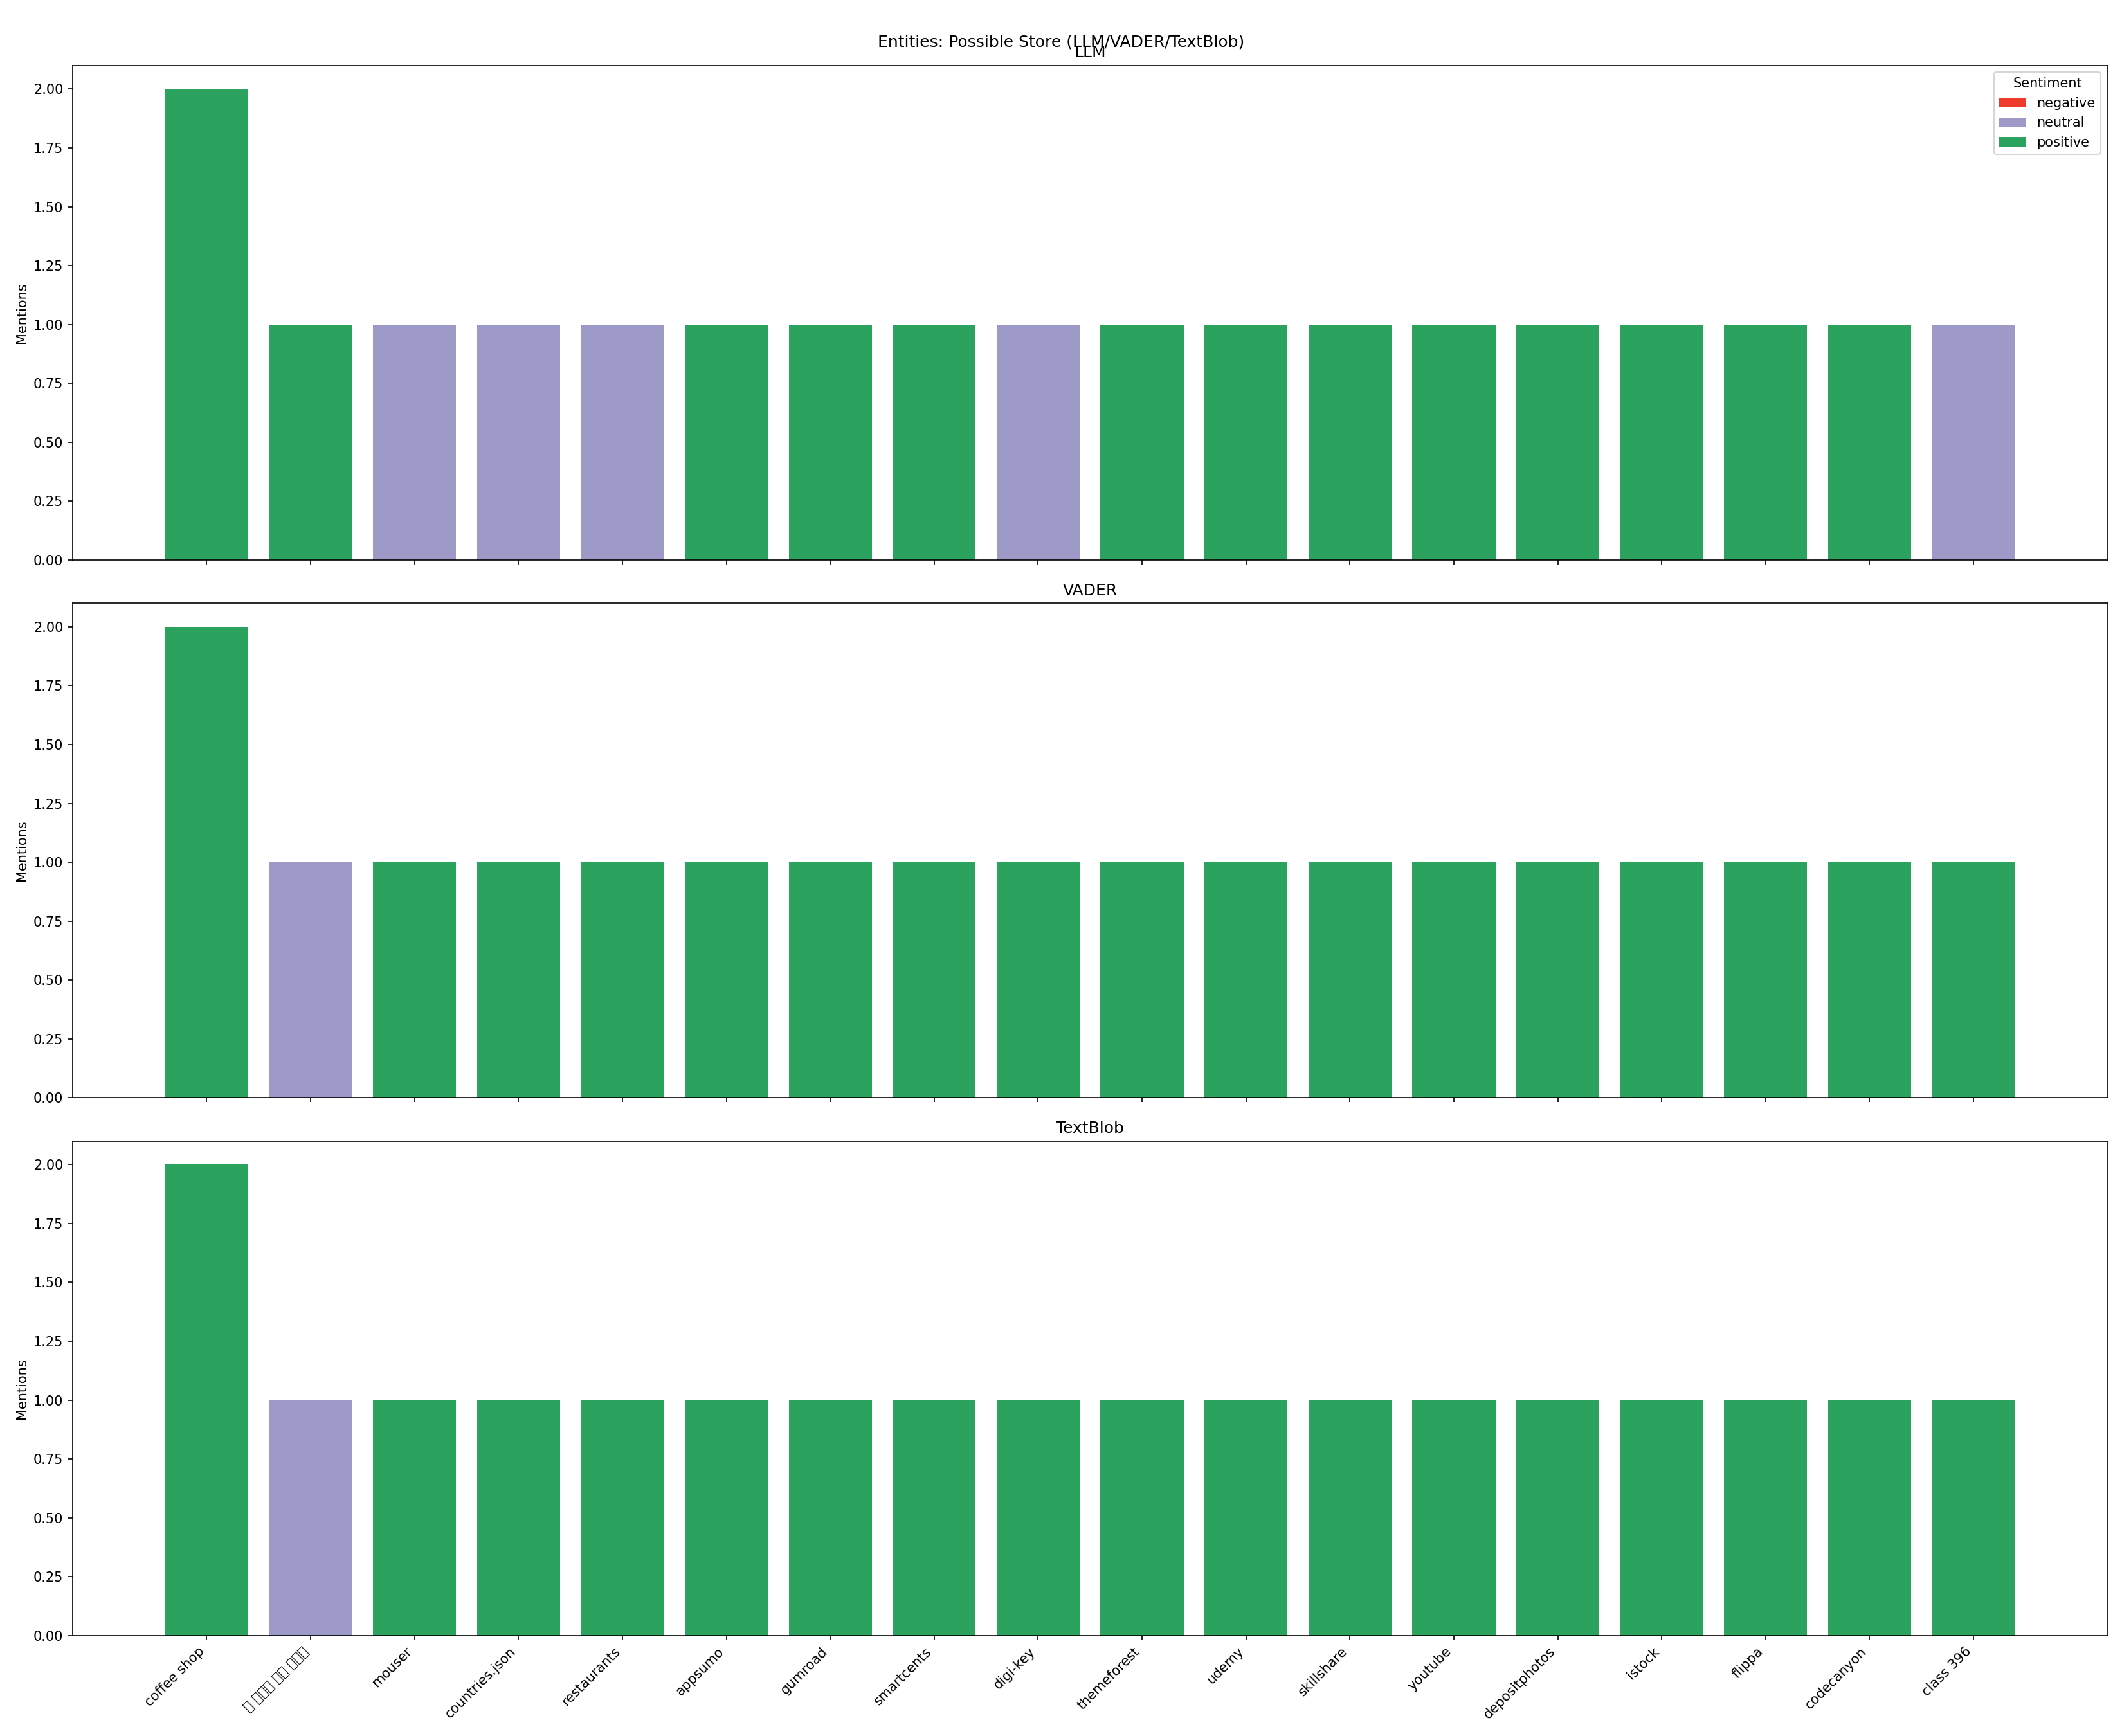 Entities: Possible Store (LLM/VADER/TextBlob)
LLM
Sentiment
negative
neutral
positive
Mentions
2.00
1.75
1.50
1.25
1.00
0.75
0.50
0.25
0.00
VADER
Mentions
2.00
1.75
1.50
1.25
1.00
0.75
0.50
0.25
0.00
TextBlob
Mentions
2.00
1.75
1.50
1.25
1.00
0.75
0.50
0.25
0.00
coffee shop
mouser
countries.json
restaurants
appsumo
gumroad
smartcents
digi-key
themeforest
udemy
skillshare
youtube
depositphotos
istock
flippa
codecanyon
class 396